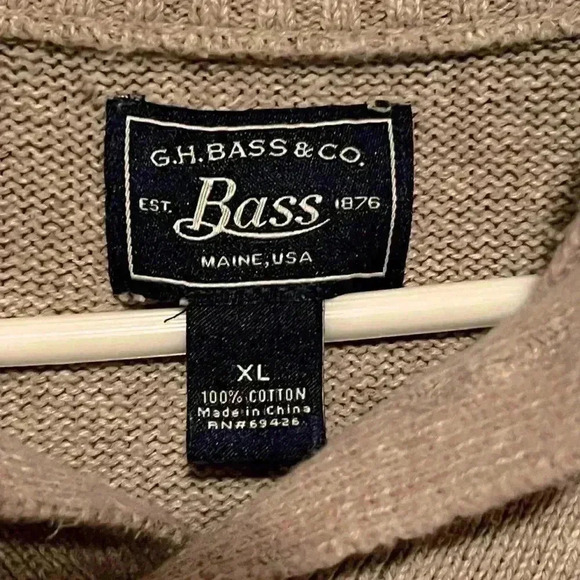 G.H. BASS & CO.
EST. Bass 1876
MAINE, USA
XL
100% COTTON
Made in China
RN#69426